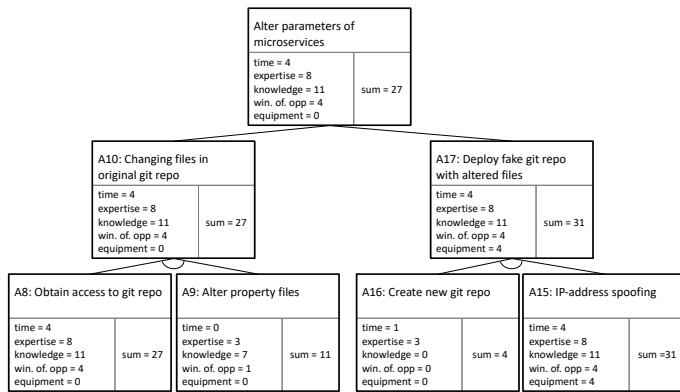 Alter parameters of
microservices
time = 4
expertise = 8
knowledge = 11
win. of. opp = 4
equipment = 0
sum = 27
A10: Changing files in
original git repo
time = 4
expertise = 8
knowledge = 11
win. of opp = 4
equipment = 0
sum = 27
A17: Deploy fake git repo
with altered files
time = 4
expertise = 8
knowledge = 11
win. of opp = 4
equipment = 4
sum = 31
A8: Obtain access to git repo
time = 4
expertise = 8
knowledge = 11
win. of opp = 4
equipment = 0
sum = 27
A9: Alter property files
time = 0
expertise = 3
knowledge = 7
win. of opp = 1
equipment = 0
sum = 11
A16: Create new git repo
time = 1
expertise = 3
knowledge = 0
win. of opp = 0
equipment = 0
sum = 4
A15: IP-address spoofing
time = 4
expertise = 8
knowledge = 11
win. of opp = 4
equipment = 4
sum =31